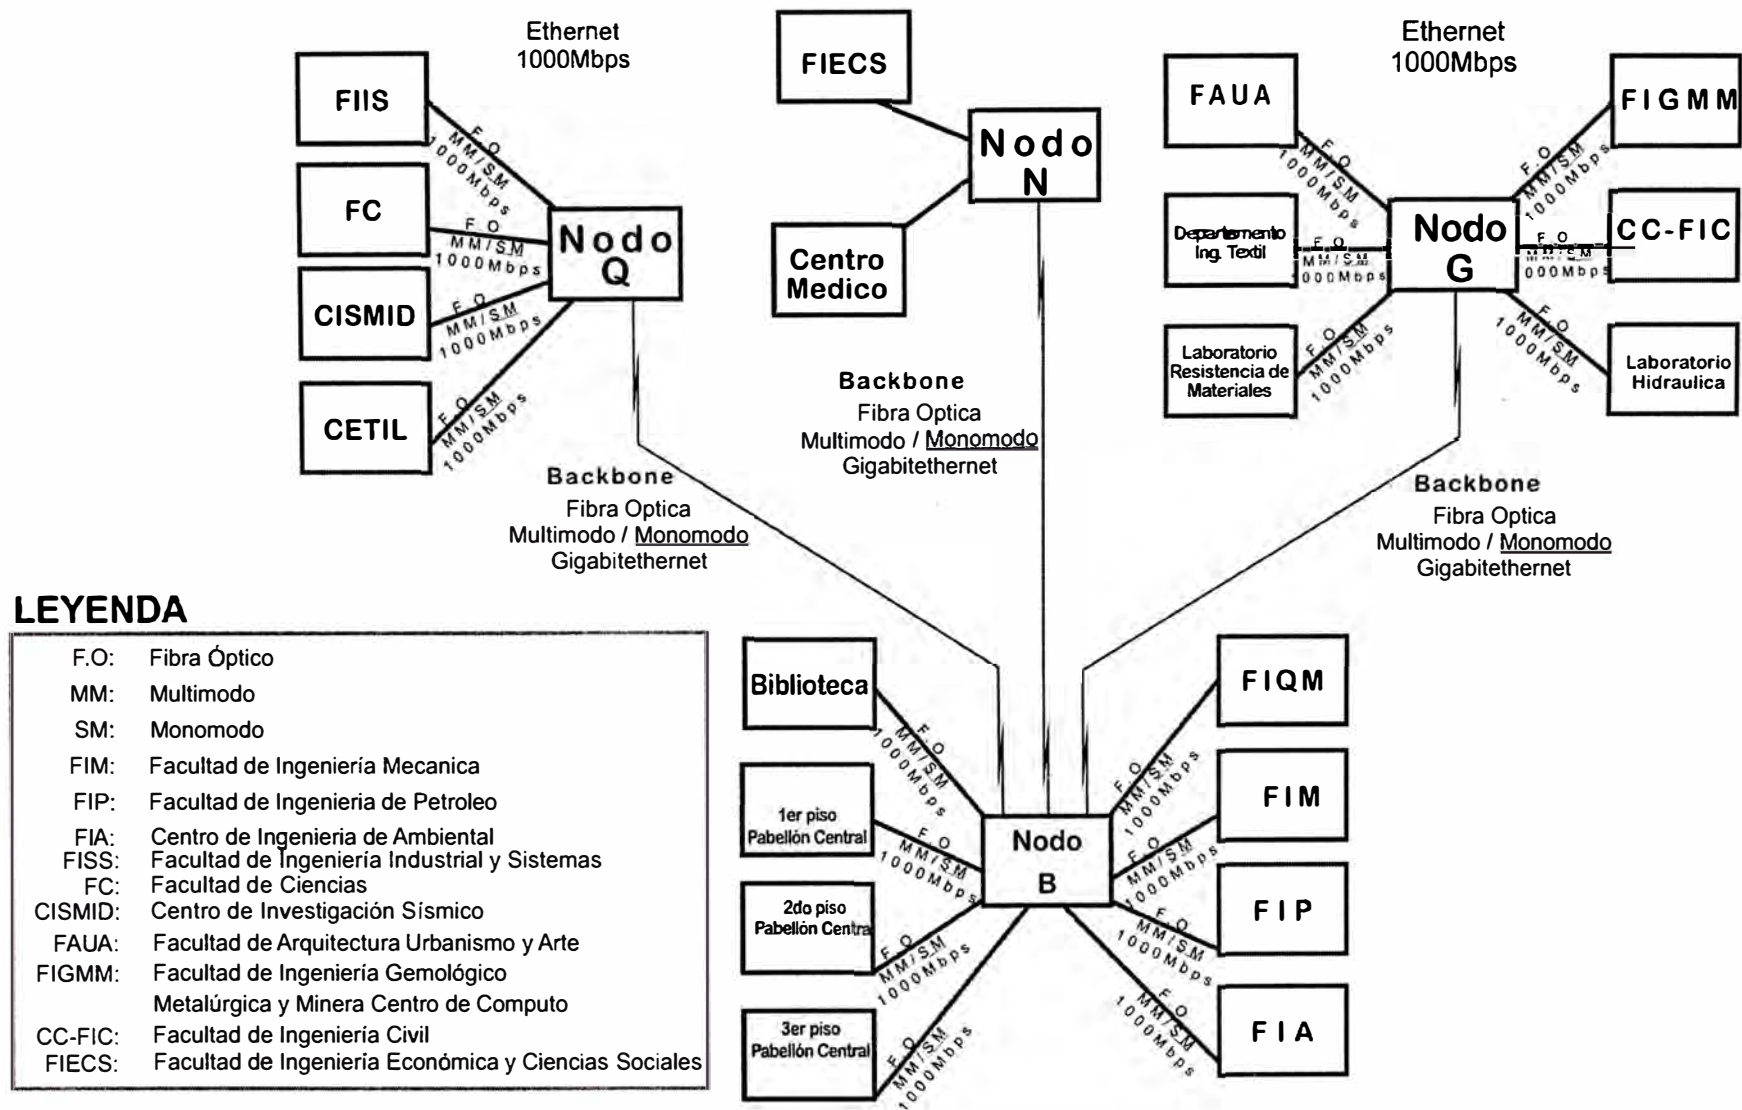 Ethernet
1000Mbps
FIIS
F.O
MM/SM
1000Mbps
FC
F.O
MM/SM
1000Mbps
CISMID
F.O
MM/SM
1000Mbps
CETIL
F.O
MM/SM
1000Mbps
Nodo
Q
Backbone
Fibra Optica
Multimodo / Monomodo
Gigabitethernet
FIECS
Nodo
N
Centro
Medico
Backbone
Fibra Optica
Multimodo / Monomodo
Gigabitethernet
Ethernet
1000Mbps
FAUA
F.O
MM/SM
1000Mbps
Departamento
Ing. Textil
F.O
MM/SM
1000Mbps
Laboratorio
Resistencia de
Materiales
F.O
MM/SM
1000Mbps
Nodo
G
FIGMM
F.O
MM/SM
1000Mbps
CC-FIC
F.O.
MM/SM
000Mbps
Laboratorio
Hidraulica
F.O
MM/SM
1000Mbps
Backbone
Fibra Optica
Multimodo / Monomodo
Gigabitethernet
LEYENDA
F.O: Fibra Óptico
MM: Multimodo
SM: Monomodo
FIM: Facultad de Ingeniería Mecanica
FIP: Facultad de Ingenieria de Petroleo
FIA: Centro de Ingenieria de Ambiental
FISS: Facultad de Ingeniería Industrial y Sistemas
FC: Facultad de Ciencias
CISMID: Centro de Investigación Sísmico
FAUA: Facultad de Arquitectura Urbanismo y Arte
FIGMM: Facultad de Ingeniería Gemológico
Metalúrgica y Minera Centro de Computo
CC-FIC: Facultad de Ingeniería Civil
FIECS: Facultad de Ingeniería Económica y Ciencias Sociales
Biblioteca
F.O
MM/SM
1000Mbps
1er piso
Pabellón Central
F.O
MM/SM
1000Mbps
2do piso
Pabellón Central
F.O
MM/SM
1000Mbps
3er piso
Pabellón Central
F.O
MM/SM
1000Mbps
Nodo
B
FIQM
F.O
MM/SM
1000Mbps
FIM
F.O
MM/SM
1000Mbps
FIP
F.O
MM/SM
1000Mbps
FIA
F.O
MM/SM
1000Mbps